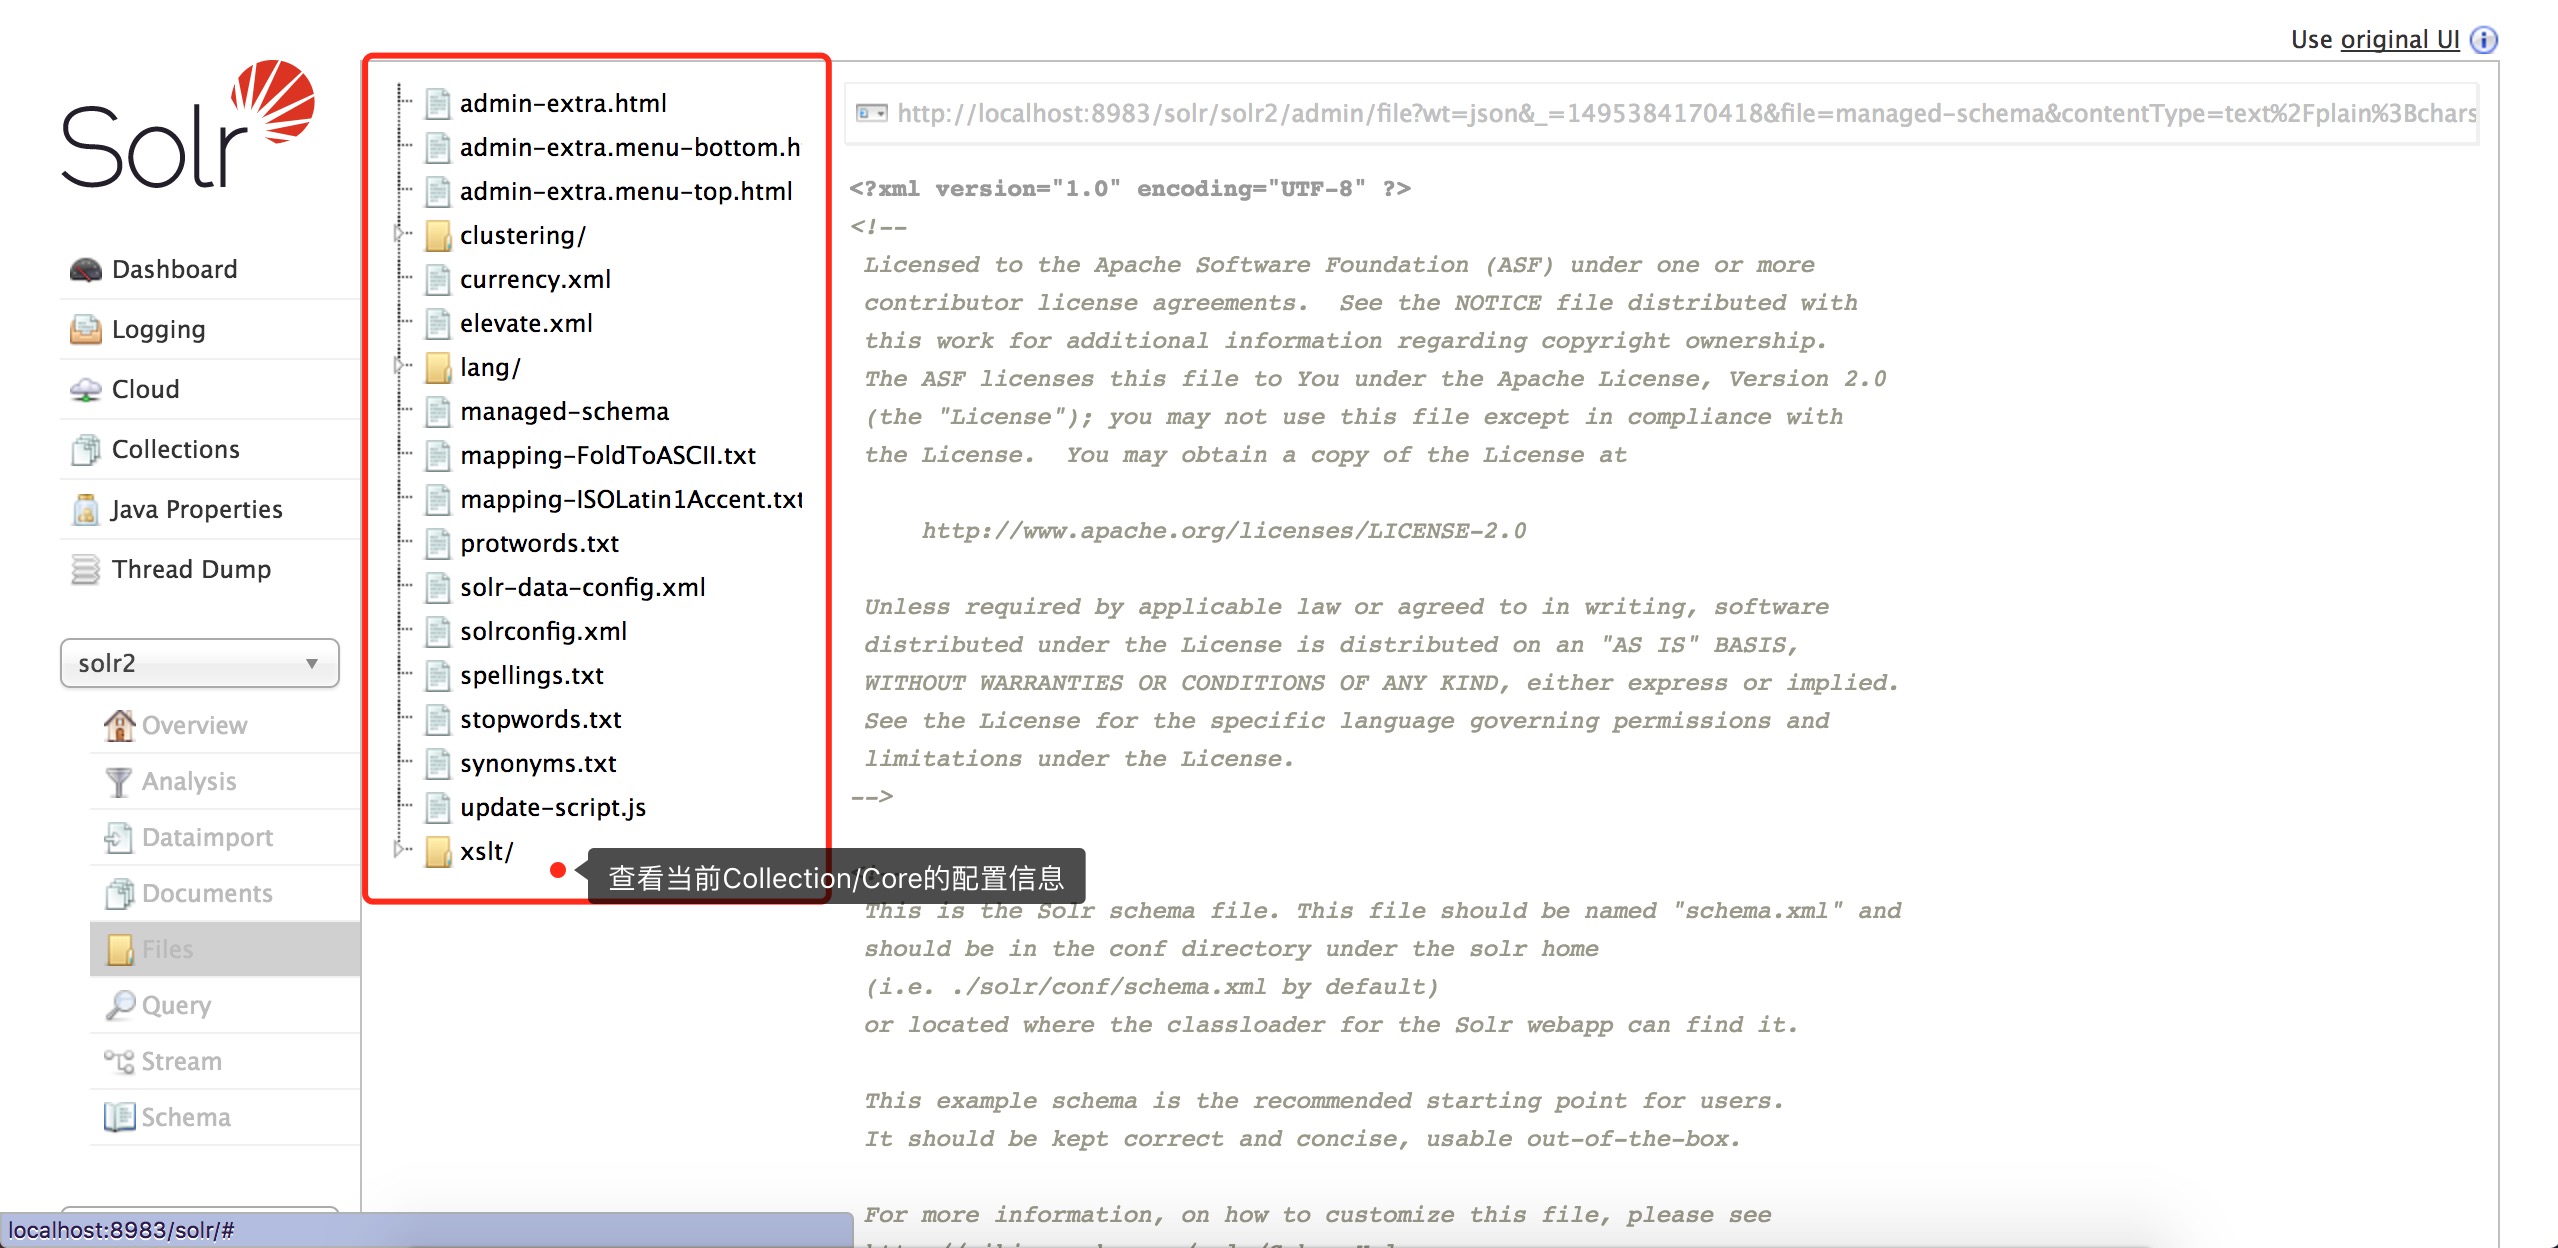 Use original UI
Solr
Dashboard
Logging
Cloud
Collections
Java Properties
Thread Dump
solr2
Overview
Analysis
Dataimport
Documents
Files
Query
Stream
Schema
admin-extra.html
admin-extra.menu-bottom.h
admin-extra.menu-top.html
clustering/
currency.xml
elevate.xml
lang/
managed-schema
mapping-FoldToASCII.txt
mapping-ISOLatin1Accent.txt
protwords.txt
solr-data-config.xml
solrconfig.xml
spellings.txt
stopwords.txt
synonyms.txt
update-script.js
xslt/
查看当前Collection/Core的配置信息
http://localhost:8983/solr/solr2/admin/file?wt=json&_=1495384170418&file=managed-schema&contentType=text%2Fplain%3Bchars
<?xml version="1.0" encoding="UTF-8" ?>
<!--
Licensed to the Apache Software Foundation (ASF) under one or more
contributor license agreements.  See the NOTICE file distributed with
this work for additional information regarding copyright ownership.
The ASF licenses this file to You under the Apache License, Version 2.0
(the "License"); you may not use this file except in compliance with
the License.  You may obtain a copy of the License at
http://www.apache.org/licenses/LICENSE-2.0
Unless required by applicable law or agreed to in writing, software
distributed under the License is distributed on an "AS IS" BASIS,
WITHOUT WARRANTIES OR CONDITIONS OF ANY KIND, either express or implied.
See the License for the specific language governing permissions and
limitations under the License.
-->
This is the Solr schema file. This file should be named "schema.xml" and
should be in the conf directory under the solr home
(i.e. ./solr/conf/schema.xml by default)
or located where the classloader for the Solr webapp can find it.
This example schema is the recommended starting point for users.
It should be kept correct and concise, usable out-of-the-box.
For more information, on how to customize this file, please see
localhost:8983/solr/#